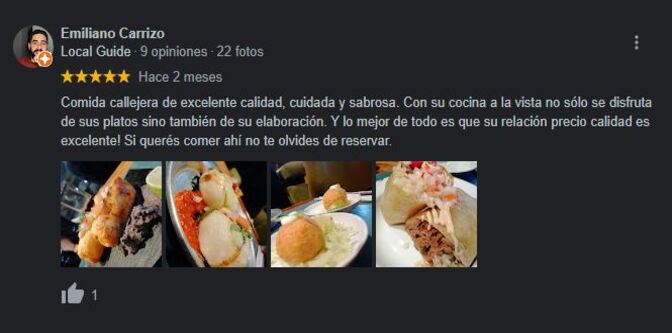 Emiliano Carrizo
Local Guide · 9 opiniones · 22 fotos
Hace 2 meses
Comida callejera de excelente calidad, cuidada y sabrosa. Con su cocina a la vista no sólo se disfruta
de sus platos sino también de su elaboración. Y lo mejor de todo es que su relación precio calidad es
excelente! Si querés comer ahí no te olvides de reservar.
1